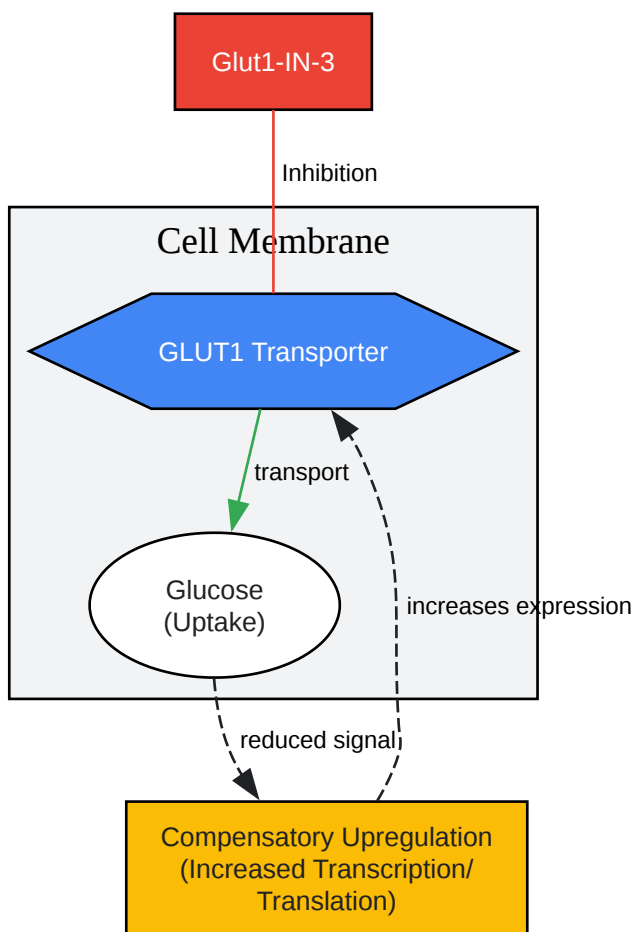 Glut1-IN-3
Inhibition
Cell Membrane
GLUT1 Transporter
transport
Glucose
(Uptake)
increases expression
reduced signal
Compensatory Upregulation
(Increased Transcription/
Translation)